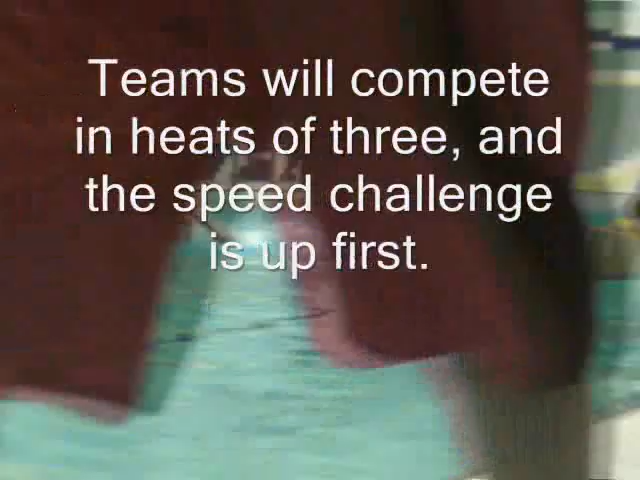 Teams will compete
in heats of three, and
the speed challenge
is up first.